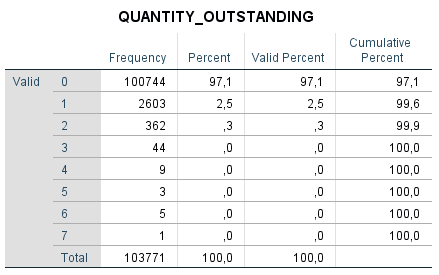 QUANTITY_OUTSTANDING
Frequency Percent Valid Percent Cumulative Percent
Valid 0 100744 97,1 97,1 97,1
1 2603 2,5 2,5 99,6
2 362 ,3 ,3 99,9
3 44 ,0 ,0 100,0
4 9 ,0 ,0 100,0
5 3 ,0 ,0 100,0
6 5 ,0 ,0 100,0
7 1 ,0 ,0 100,0
Total 103771 100,0 100,0